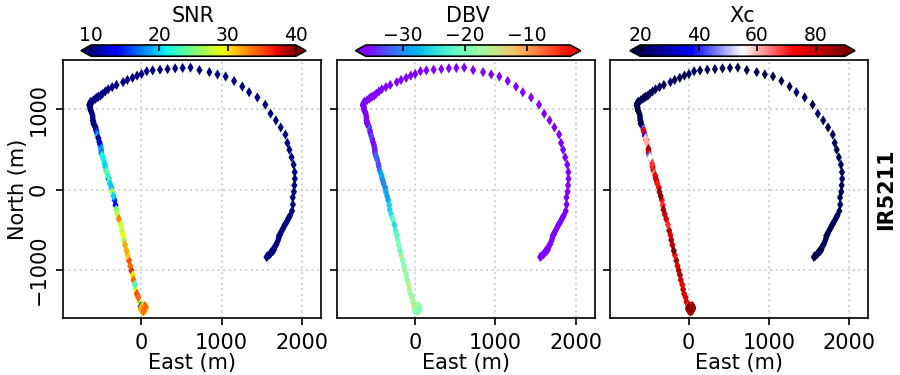 SNR DBV Xc
10 20 30 40 −30 −20 −10 20 40 60 80
North (m)
1000
0
−1000
0 1000 2000 0 1000 2000 0 1000 2000
East (m) East (m) East (m)
IR5211